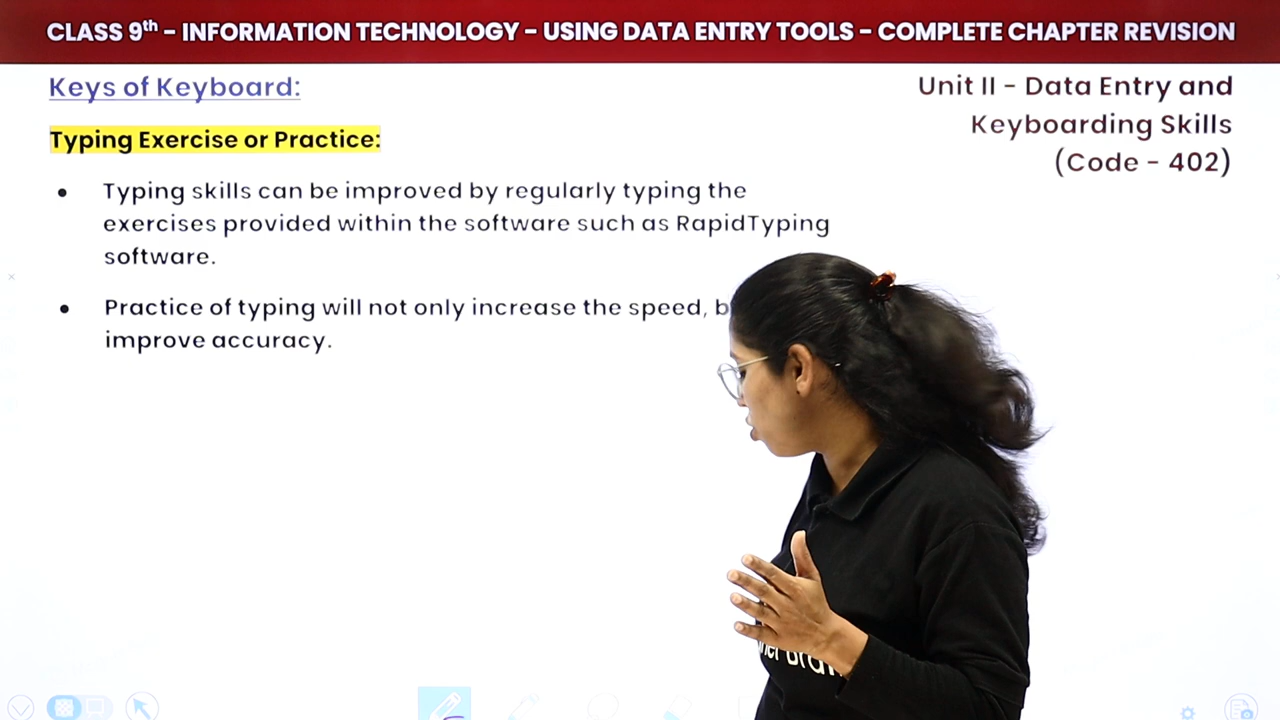 CLASS 9th - INFORMATION TECHNOLOGY - USING DATA ENTRY TOOLS - COMPLETE CHAPTER REVISION
Keys of Keyboard:
Unit II - Data Entry and
Keyboarding Skills
(Code - 402)
Typing Exercise or Practice:
• Typing skills can be improved by regularly typing the
exercises provided within the software such as RapidTyping
software.
• Practice of typing will not only increase the speed,
improve accuracy.